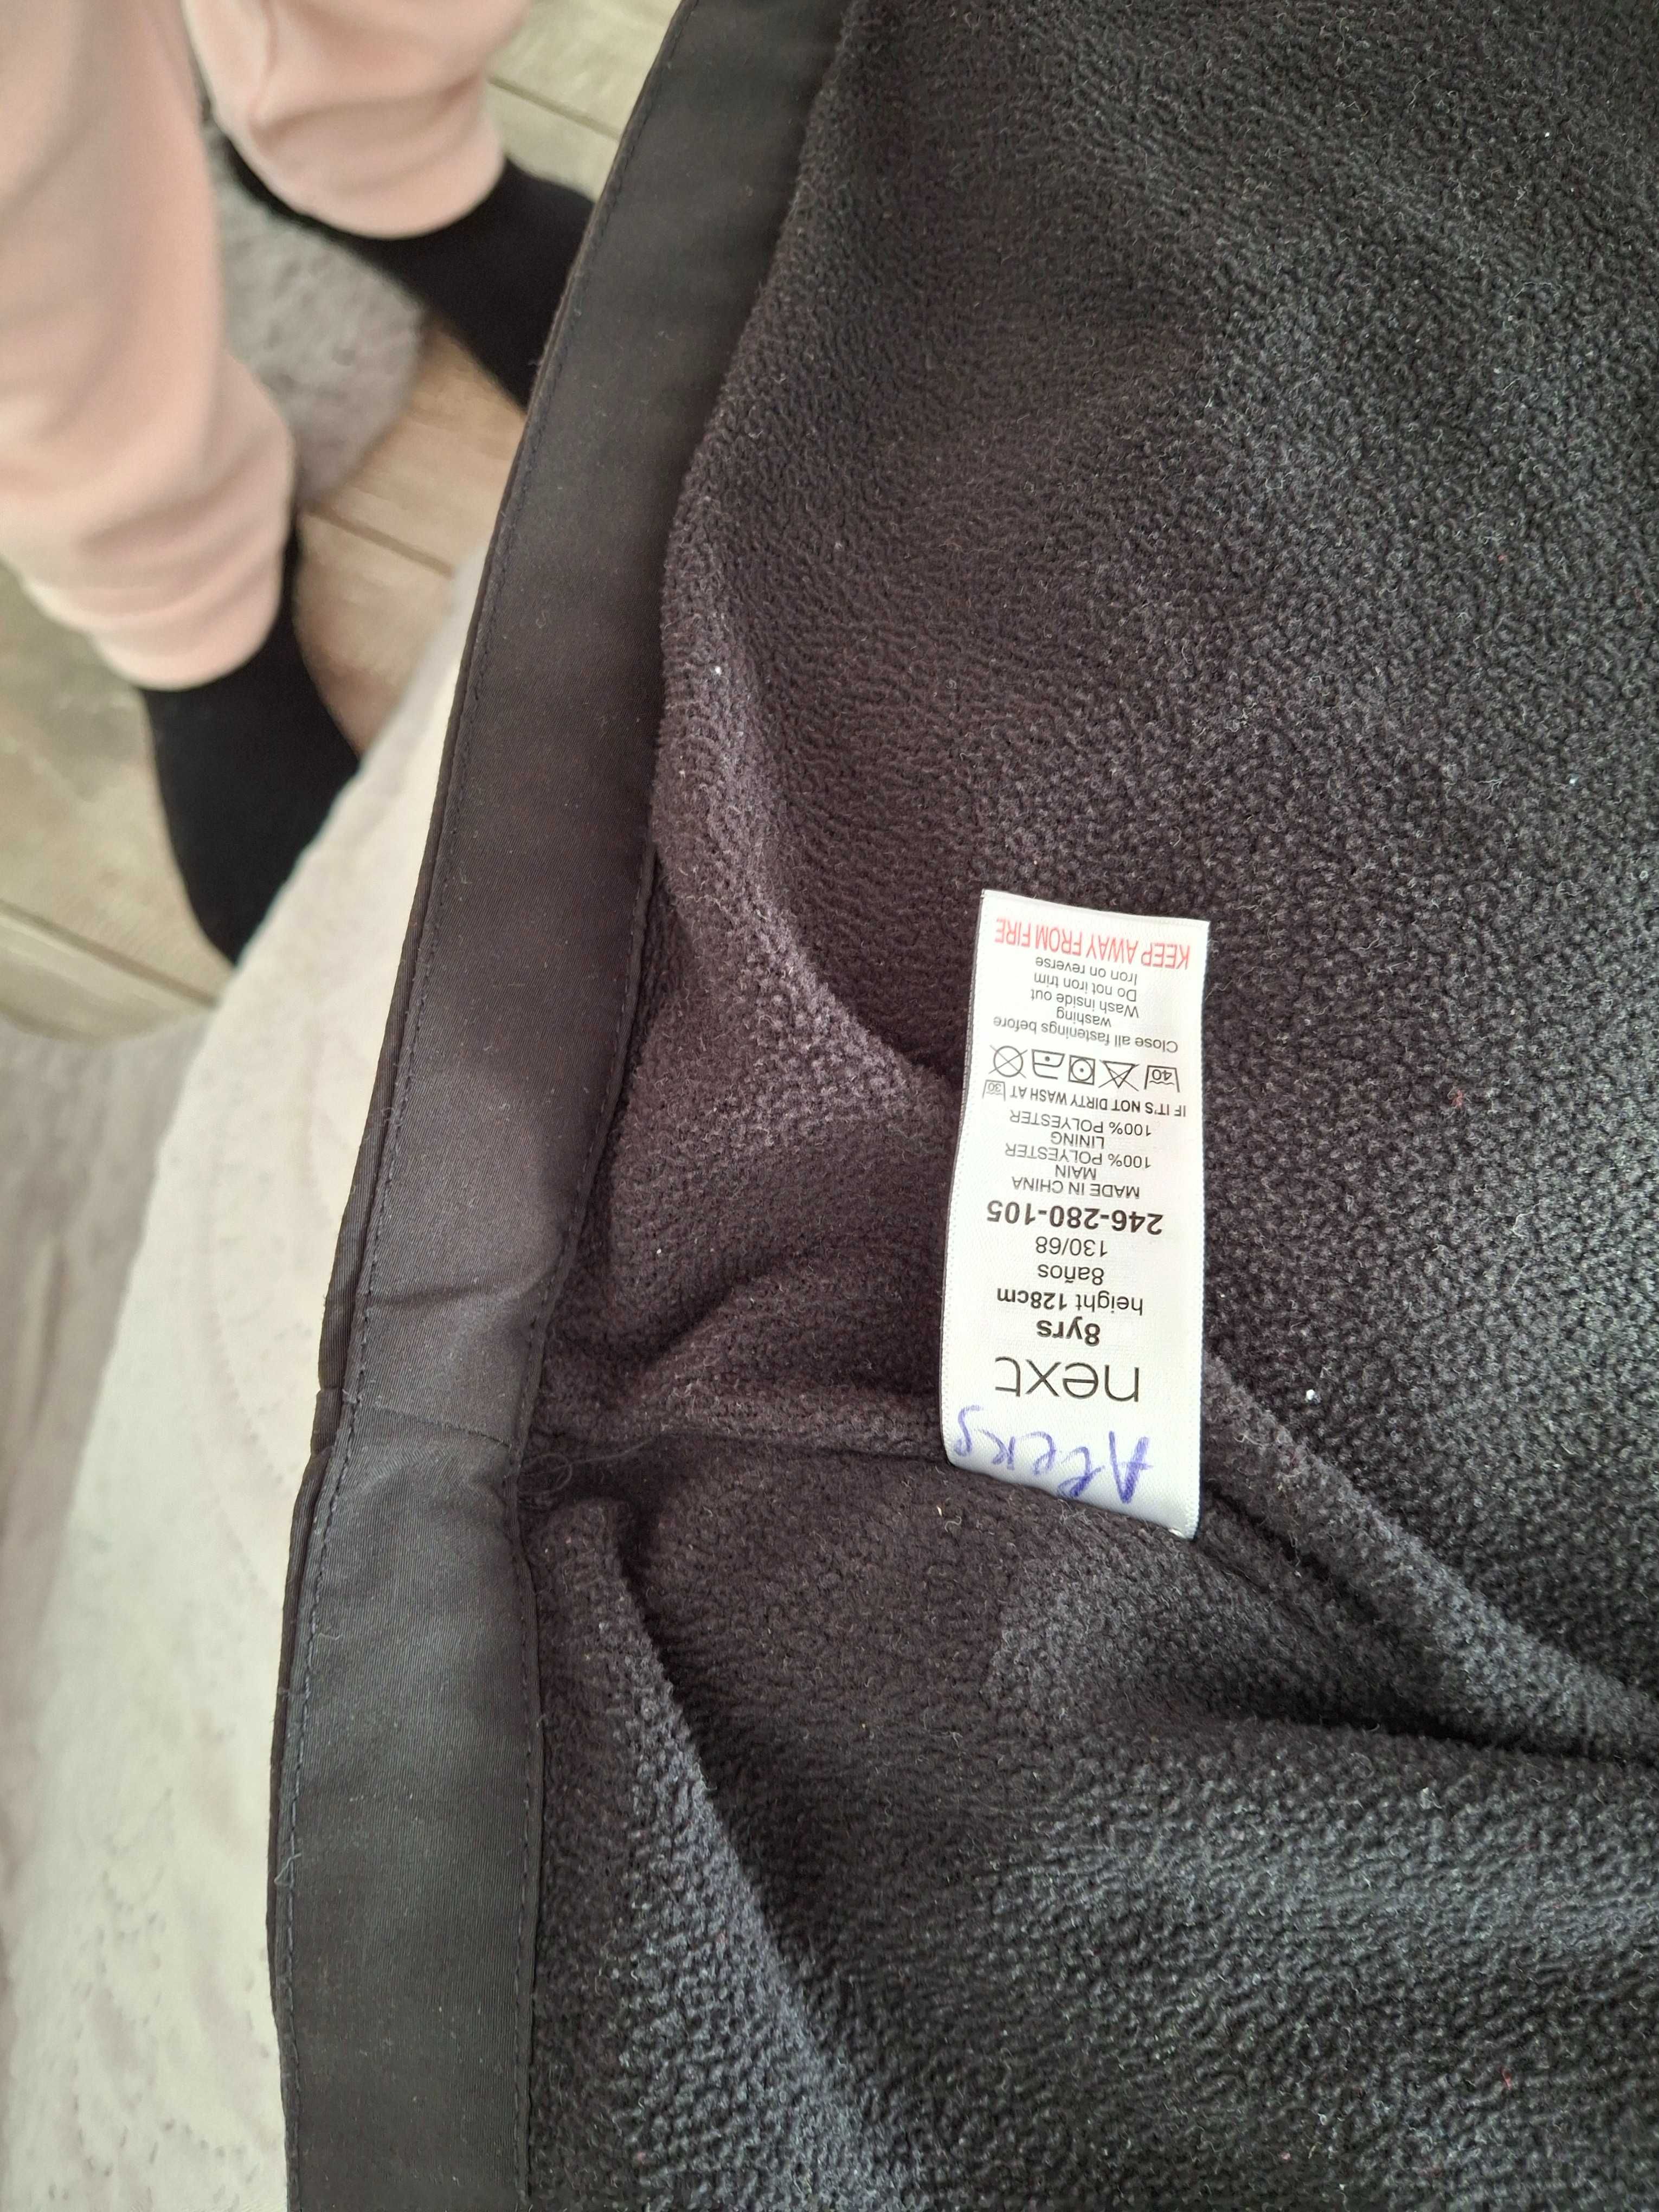 Aleks
next
8yrs
height 128cm
8años
130/68
246-280-105
MADE IN CHINA
MAIN
100% POLYESTER
LINING
100% POLYESTER
IF IT'S NOT DIRTY WASH AT 30
40
Close all fastenings before
washing
Wash inside out
Do not iron trim
Iron on reverse
KEEP AWAY FROM FIRE